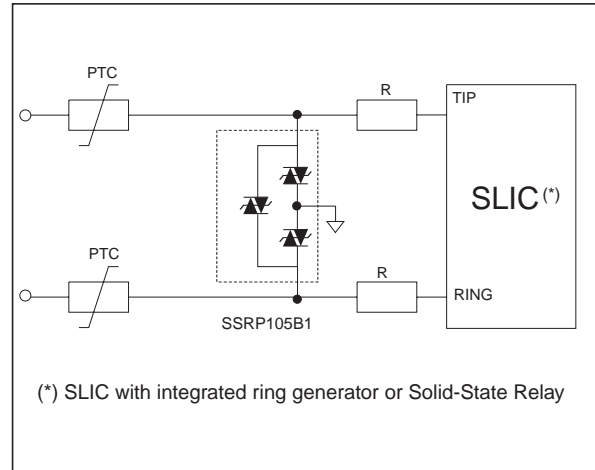 PTC
R
TIP
SLIC(*)
PTC
R
RING
SSRP105B1
(*) SLIC with integrated ring generator or Solid-State Relay